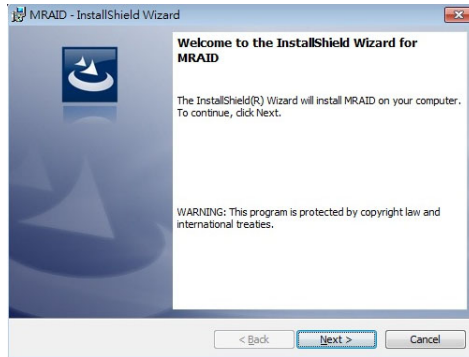 MRAID - InstallShield Wizard
Welcome to the InstallShield Wizard for
MRAID
The InstallShield(R) Wizard will install MRAID on your computer.
To continue, click Next.
WARNING: This program is protected by copyright law and
international treaties.
< Back
Next >
Cancel